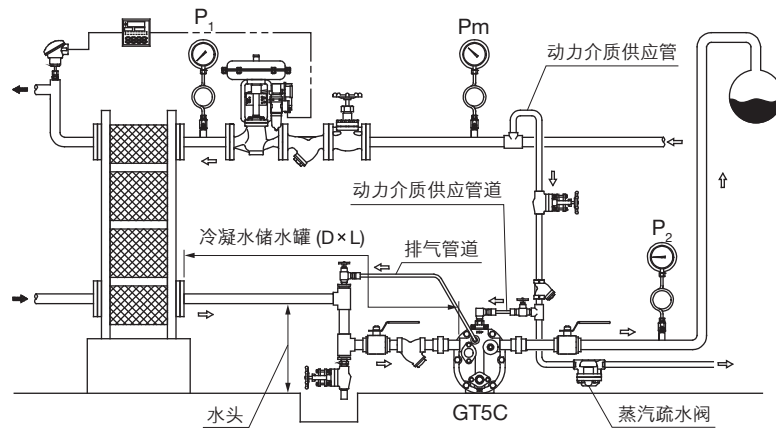 P₁
Pm
动力介质供应管
动力介质供应管道
P₂
冷凝水储水罐 (D×L)
排气管道
水头
GT5C
蒸汽疏水阀